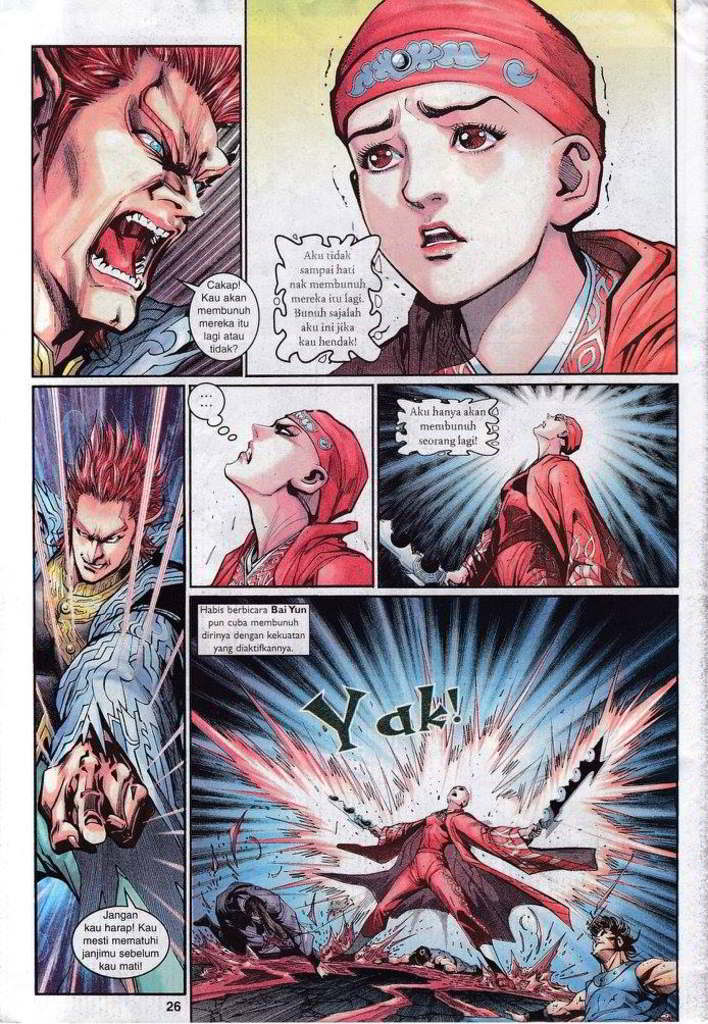 Cakap!
Kau akan
membunuh
mereka itu
lagi atau
tidak?
Aku tidak
sampai hati
nak membunuh
mereka itu lagi.
Bunuh sajalah
aku ini jika
kau hendak!
Jangan
kau harap! Kau
mesti mematuhi
janjimu sebelum
kau mati!
...
...
Aku hanya akan
membunuh
seorang lagi!
Habis berbicara Bai Yun
pun cuba membunuh
dirinya dengan kekuatan
yang diaktifkannya.
Yak!
26